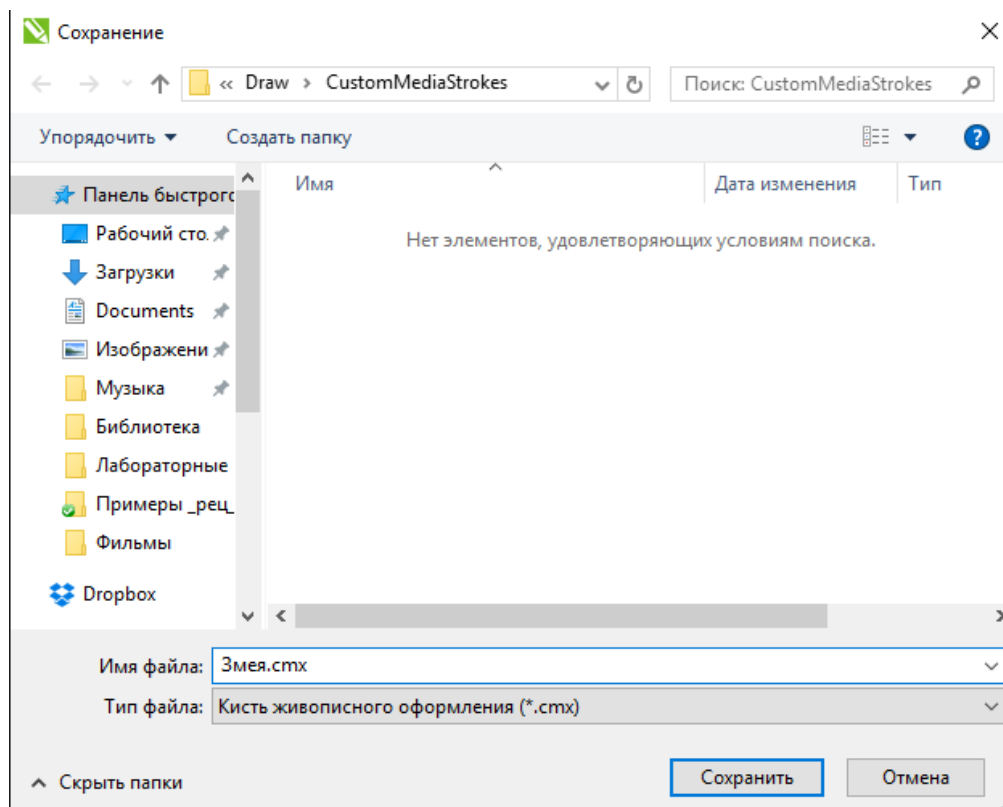 Сохранение
« Draw › CustomMediaStrokes
Поиск: CustomMediaStrokes
Упорядочить
Создать папку
?
Имя
Дата изменения
Тип
Панель быстрого
Нет элементов, удовлетворяющих условиям поиска.
Рабочий сто.
Загрузки
Documents
Изображени
Музыка
Библиотека
Лабораторные
Примеры _рец_
Фильмы
Dropbox
Имя файла: Змея.cmx
Тип файла: Кисть живописного оформления (*.cmx)
Скрыть папки
Сохранить
Отмена